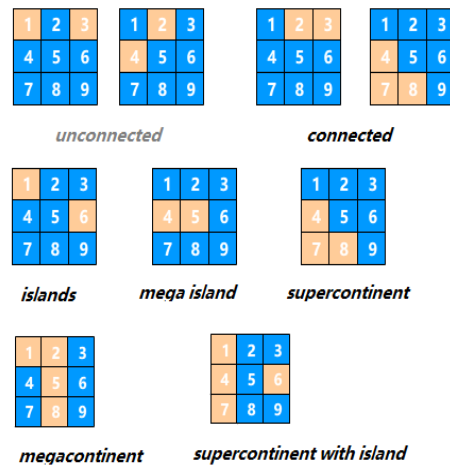 1 2 3 1 2 3 1 2 3 1 2 3
4 5 6 4 5 6 4 5 6 4 5 6
7 8 9 7 8 9 7 8 9 7 8 9
unconnected connected
1 2 3 1 2 3 1 2 3
4 5 6 4 5 6 4 5 6
7 8 9 7 8 9 7 8 9
islands mega island supercontinent
1 2 3 1 2 3
4 5 6 4 5 6
7 8 9 7 8 9
megacontinent supercontinent with island